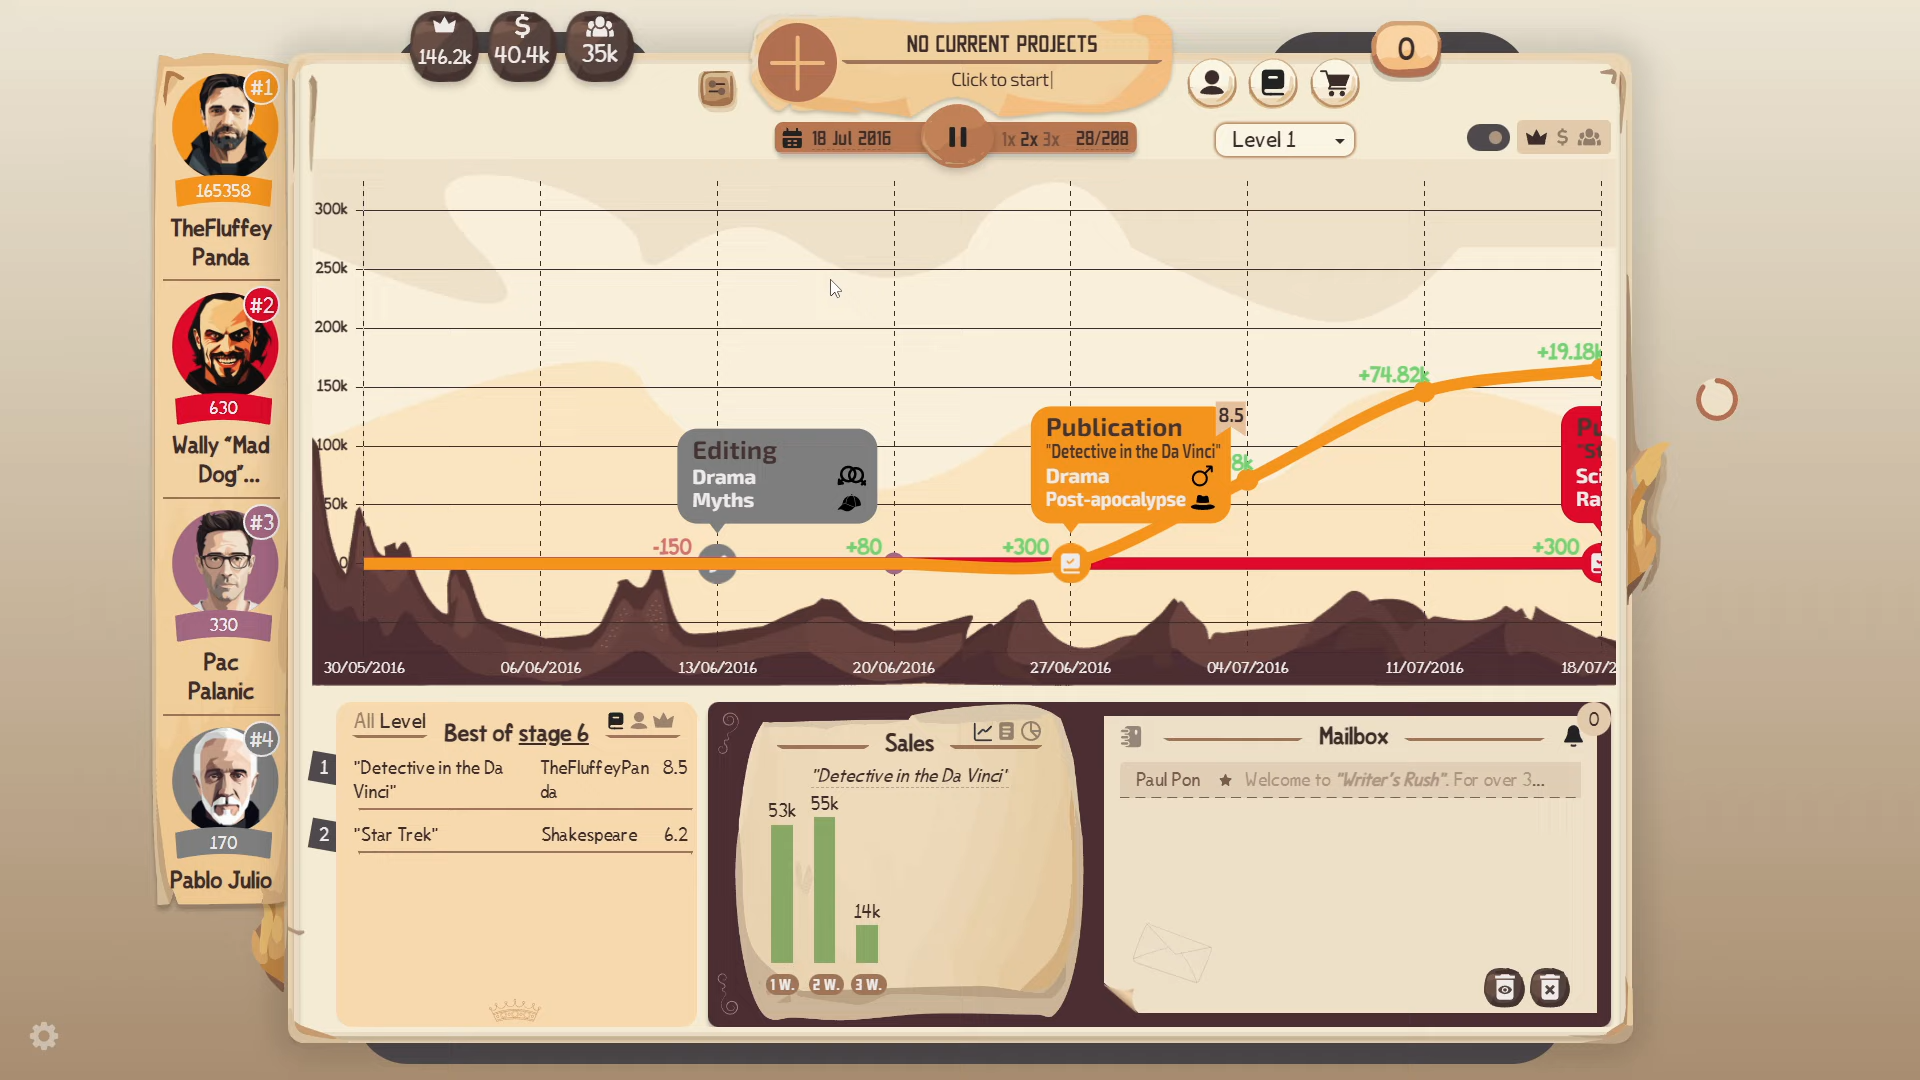 146.2k
40.4k
35k
NO CURRENT PROJECTS
Click to start
0
18 Jul 2016
1x 2x 3x
28/208
Level 1
#1
165358
TheFluffey
Panda
#2
630
Wally “Mad
Dog”...
#3
330
Pac
Palanic
#4
170
Pablo Julio
300k
250k
200k
150k
100k
50k
0
+19.18k
+74.82k
8k
8.5
Publication
"Detective in the Da Vinci"
Drama
Post-apocalypse
Editing
Drama
Myths
-150
+80
+300
+300
30/05/2016
06/06/2016
13/06/2016
20/06/2016
27/06/2016
04/07/2016
11/07/2016
18/07/2
All Level
Best of stage 6
1
"Detective in the Da
Vinci"
TheFluffeyPan
da
8.5
2
"Star Trek"
Shakespeare
6.2
Sales
"Detective in the Da Vinci"
53k
55k
14k
1 W.
2 W.
3 W.
Mailbox
0
Paul Pon
Welcome to "Writer's Rush". For over 3...